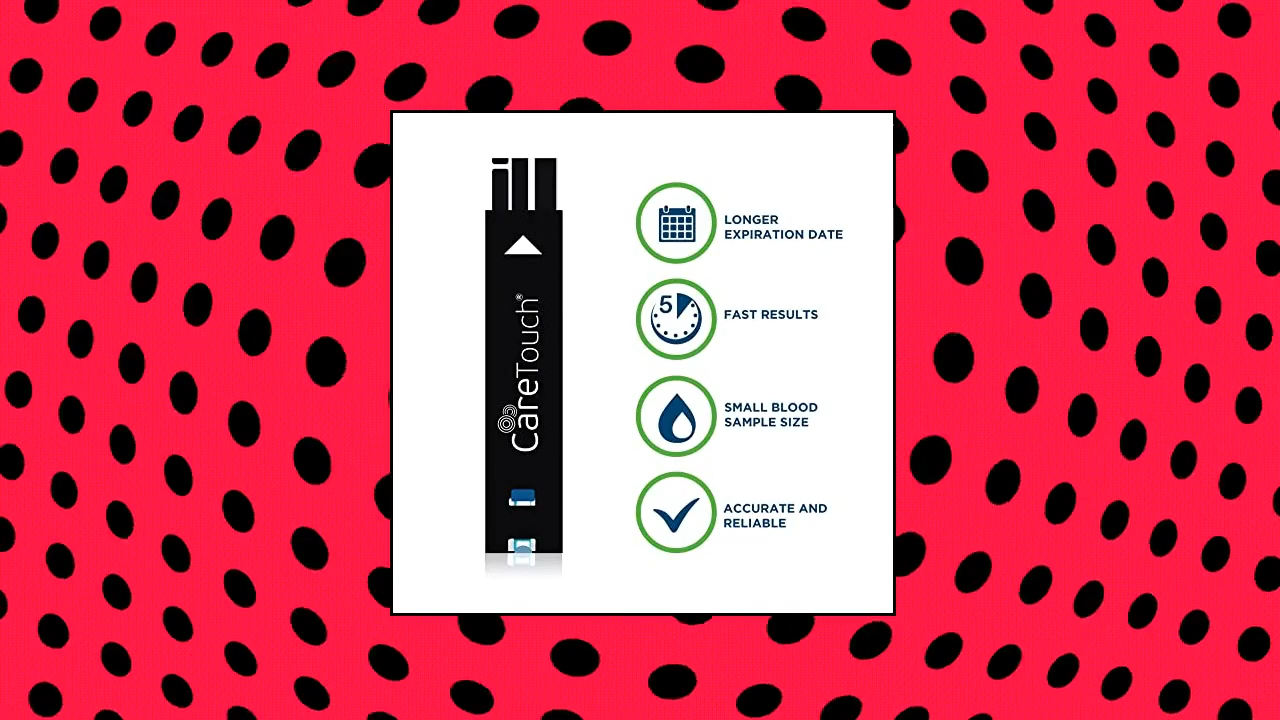 CareTouch®
LONGER
EXPIRATION DATE
5
FAST RESULTS
SMALL BLOOD
SAMPLE SIZE
ACCURATE AND
RELIABLE